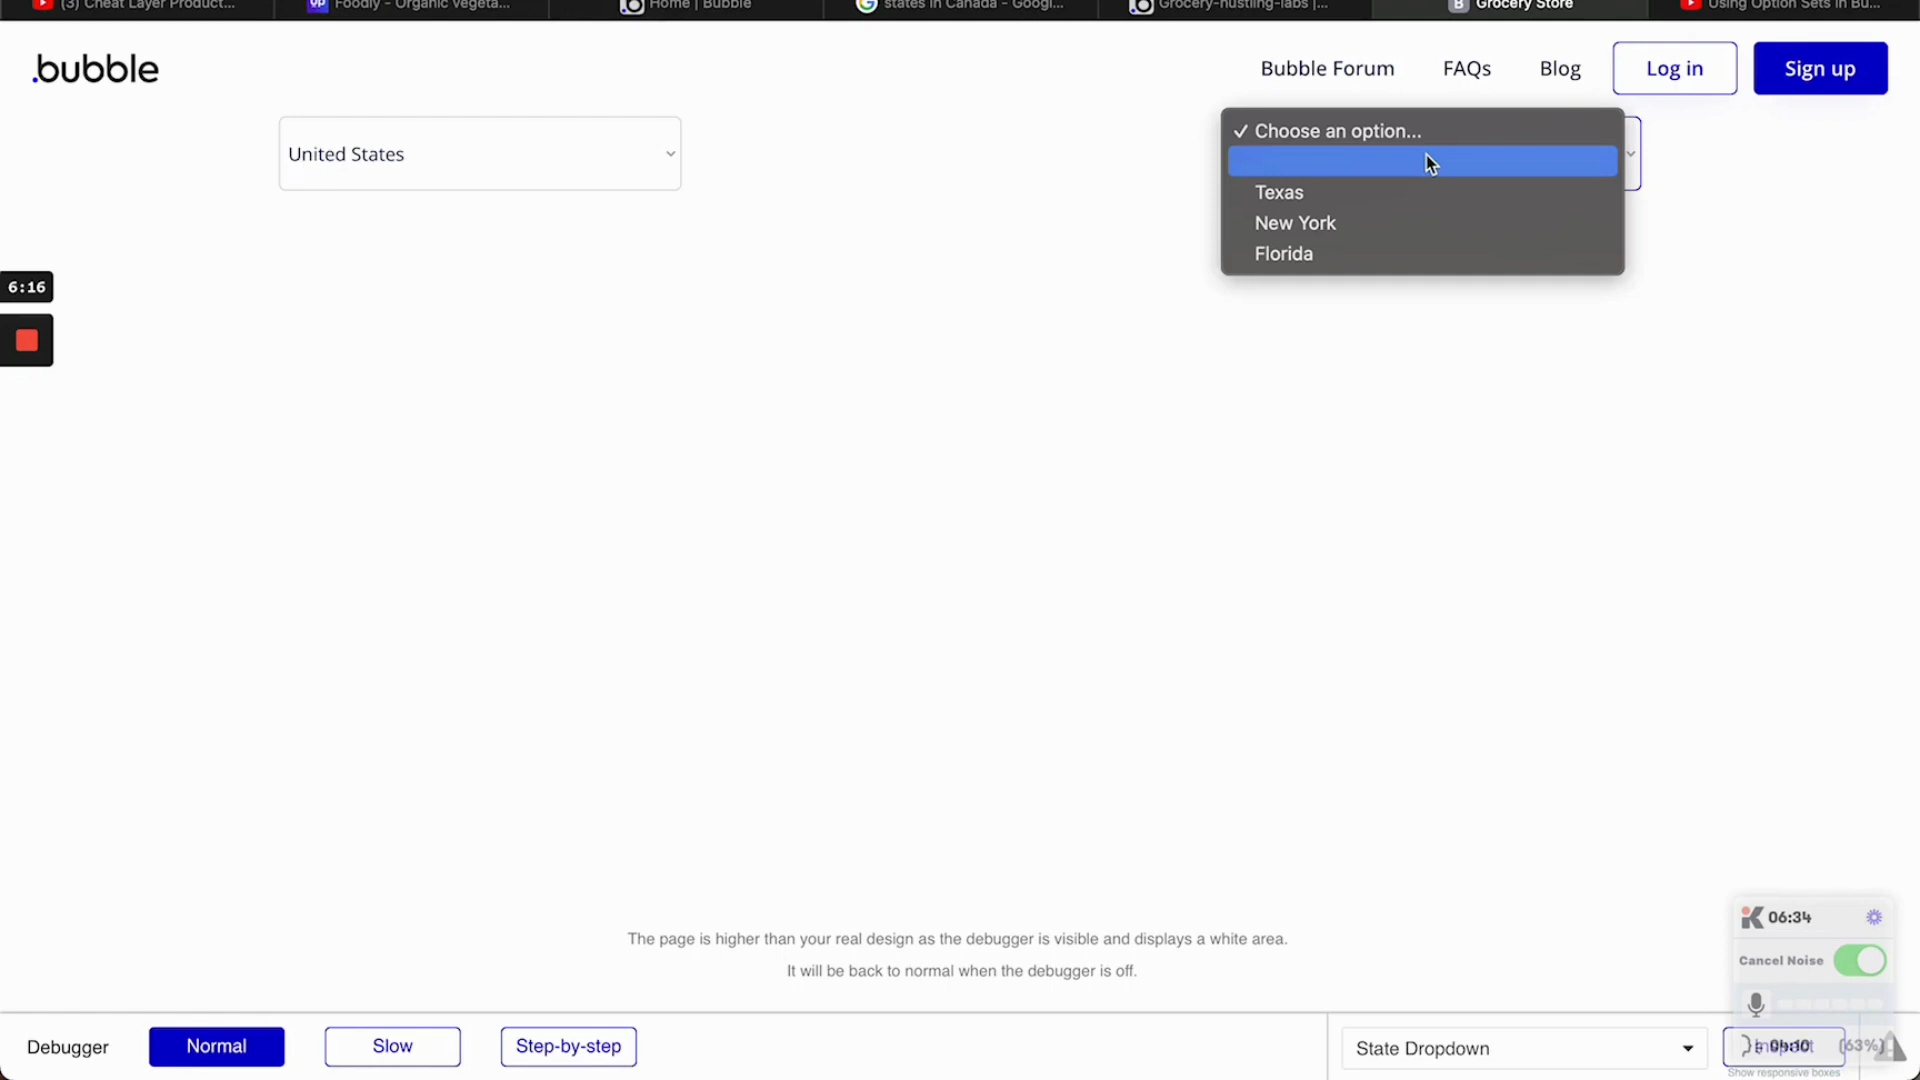 (3) Cheat Layer Product...
Foodly - Organic Vegeta...
Home | Bubble
states in Canada - Googl...
Grocery-hustling-labs |...
Grocery Store
Using Option Sets in Bu...
.bubble
Bubble Forum
FAQs
Blog
Log in
Sign up
United States
✓ Choose an option...
Texas
New York
Florida
6:16
06:34
Cancel Noise
The page is higher than your real design as the debugger is visible and displays a white area.
It will be back to normal when the debugger is off.
Debugger
Normal
Slow
Step-by-step
State Dropdown
(63%)
Show responsive boxes